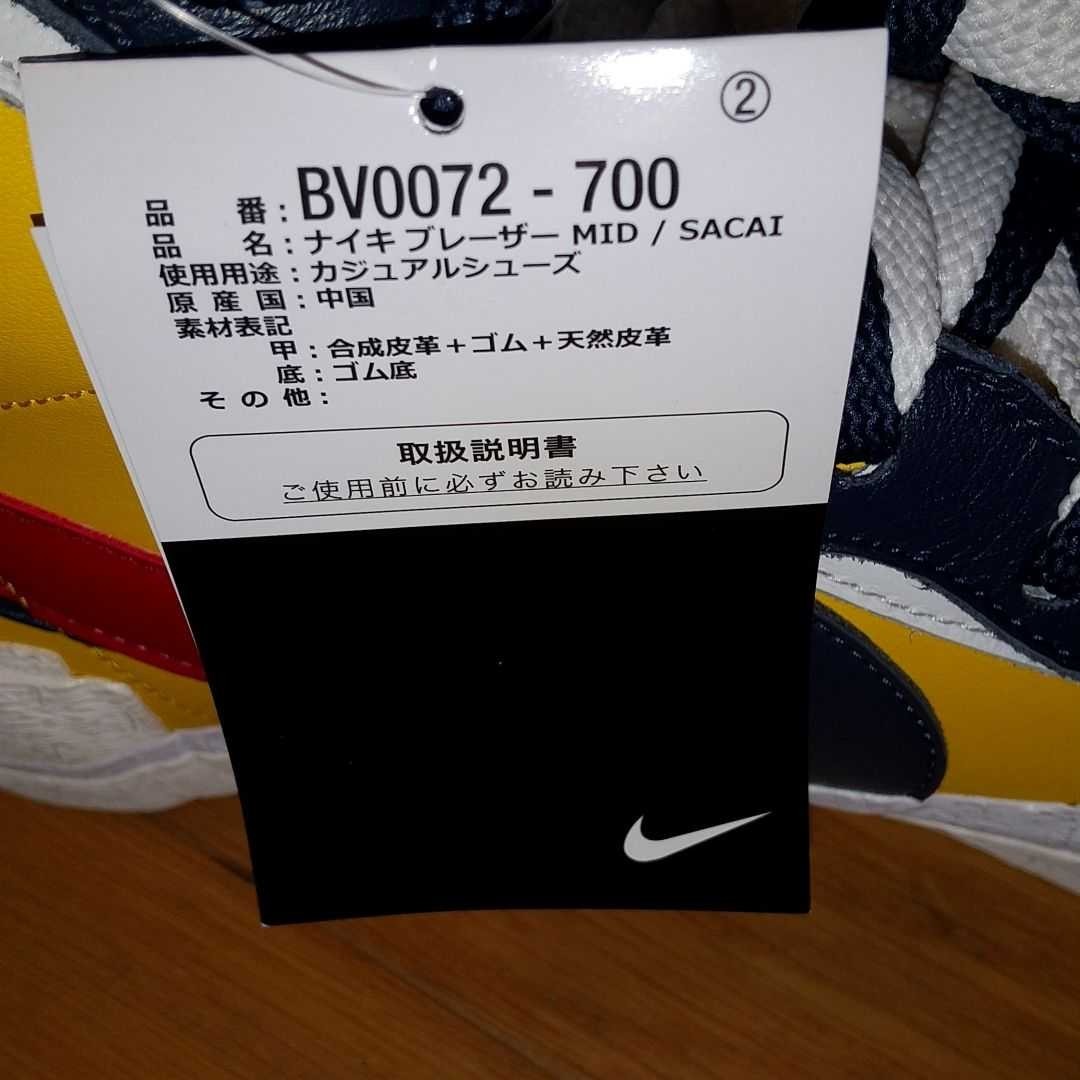 ②
品 番：BV0072 - 700
品 名：ナイキ ブレーザー MID / SACAI
使用用途：カジュアルシューズ
原 産 国：中国
素材表記
甲：合成皮革＋ゴム＋天然皮革
底：ゴム底
そ の 他：
取扱説明書
ご使用前に必ずお読み下さい